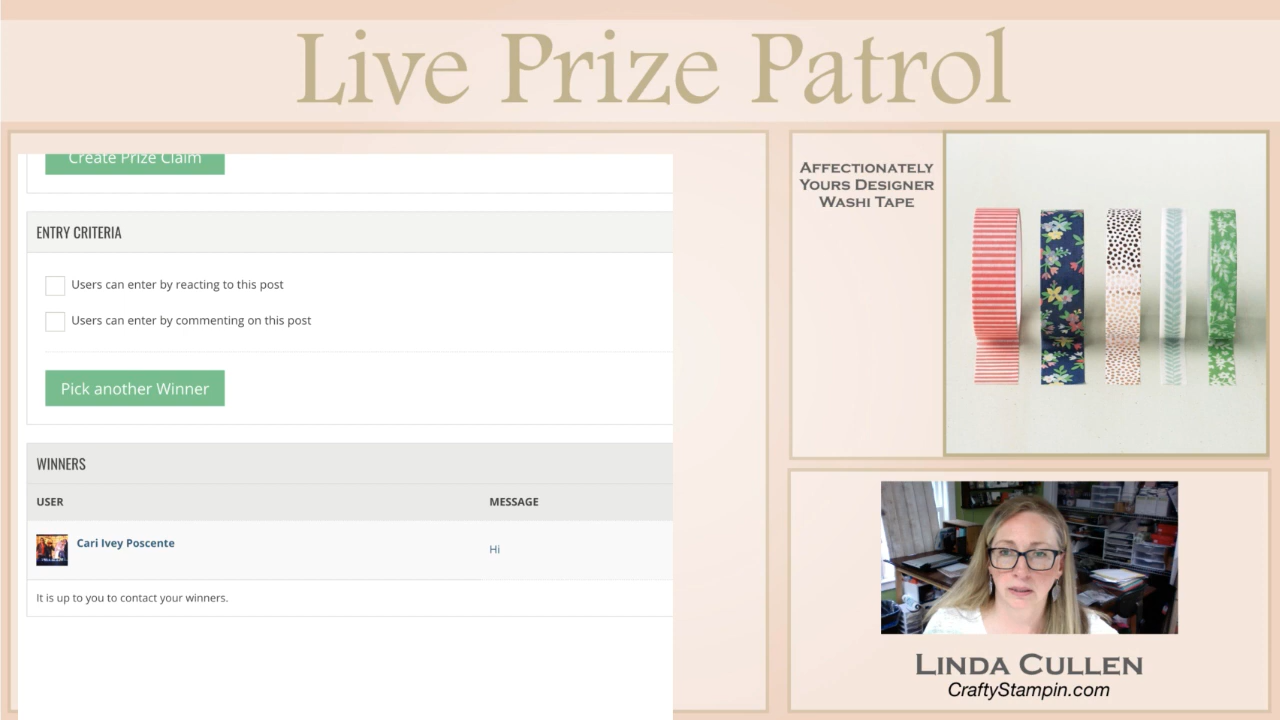 Live Prize Patrol
Create Prize Claim
ENTRY CRITERIA
Users can enter by reacting to this post
Users can enter by commenting on this post
Pick another Winner
WINNERS
USER MESSAGE
Cari Ivey Poscente
Hi
It is up to you to contact your winners.
AFFECTIONATELY
YOURS DESIGNER
WASHI TAPE
LINDA CULLEN
CraftyStampin.com